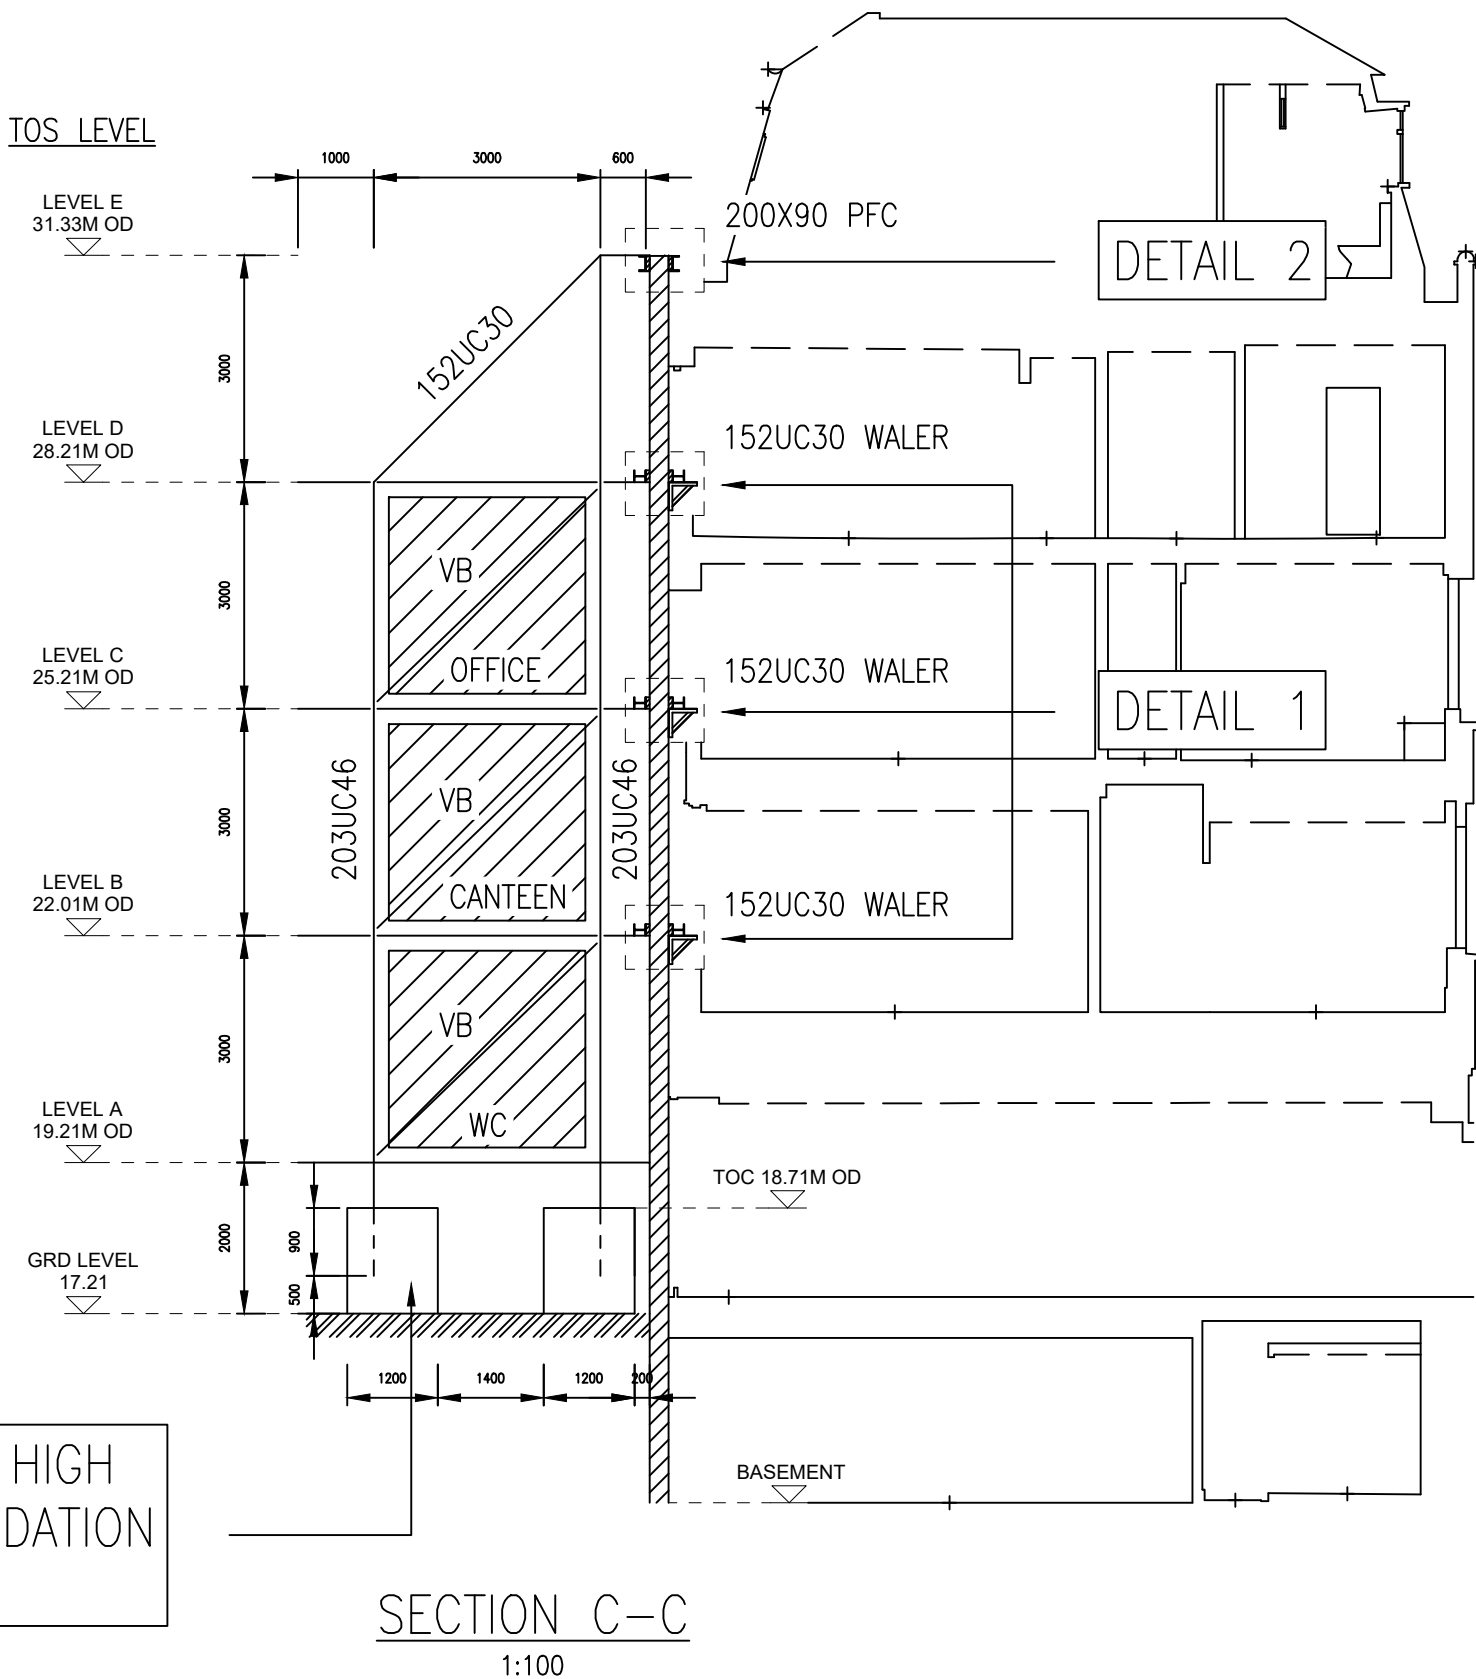 TOS LEVEL
1000
3000
600
LEVEL E
31.33M OD
200X90 PFC
DETAIL 2
152UC30
3000
LEVEL D
28.21M OD
152UC30 WALER
3000
VB
OFFICE
LEVEL C
25.21M OD
152UC30 WALER
DETAIL 1
203UC46
203UC46
3000
VB
CANTEEN
LEVEL B
22.01M OD
152UC30 WALER
3000
VB
WC
LEVEL A
19.21M OD
TOC 18.71M OD
2000
900
500
GRD LEVEL
17.21
1200
1400
1200
200
HIGH
DATION
BASEMENT
SECTION C-C
1:100